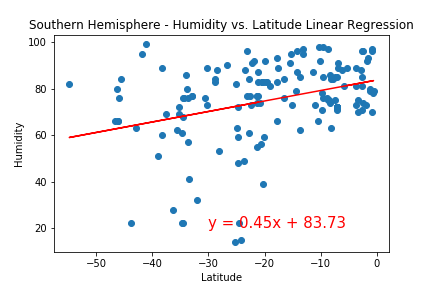 Southern Hemisphere - Humidity vs. Latitude Linear Regression
100
80
60
40
20
Humidity
y = 0.45x + 83.73
−50
−40
−30
−20
−10
0
Latitude